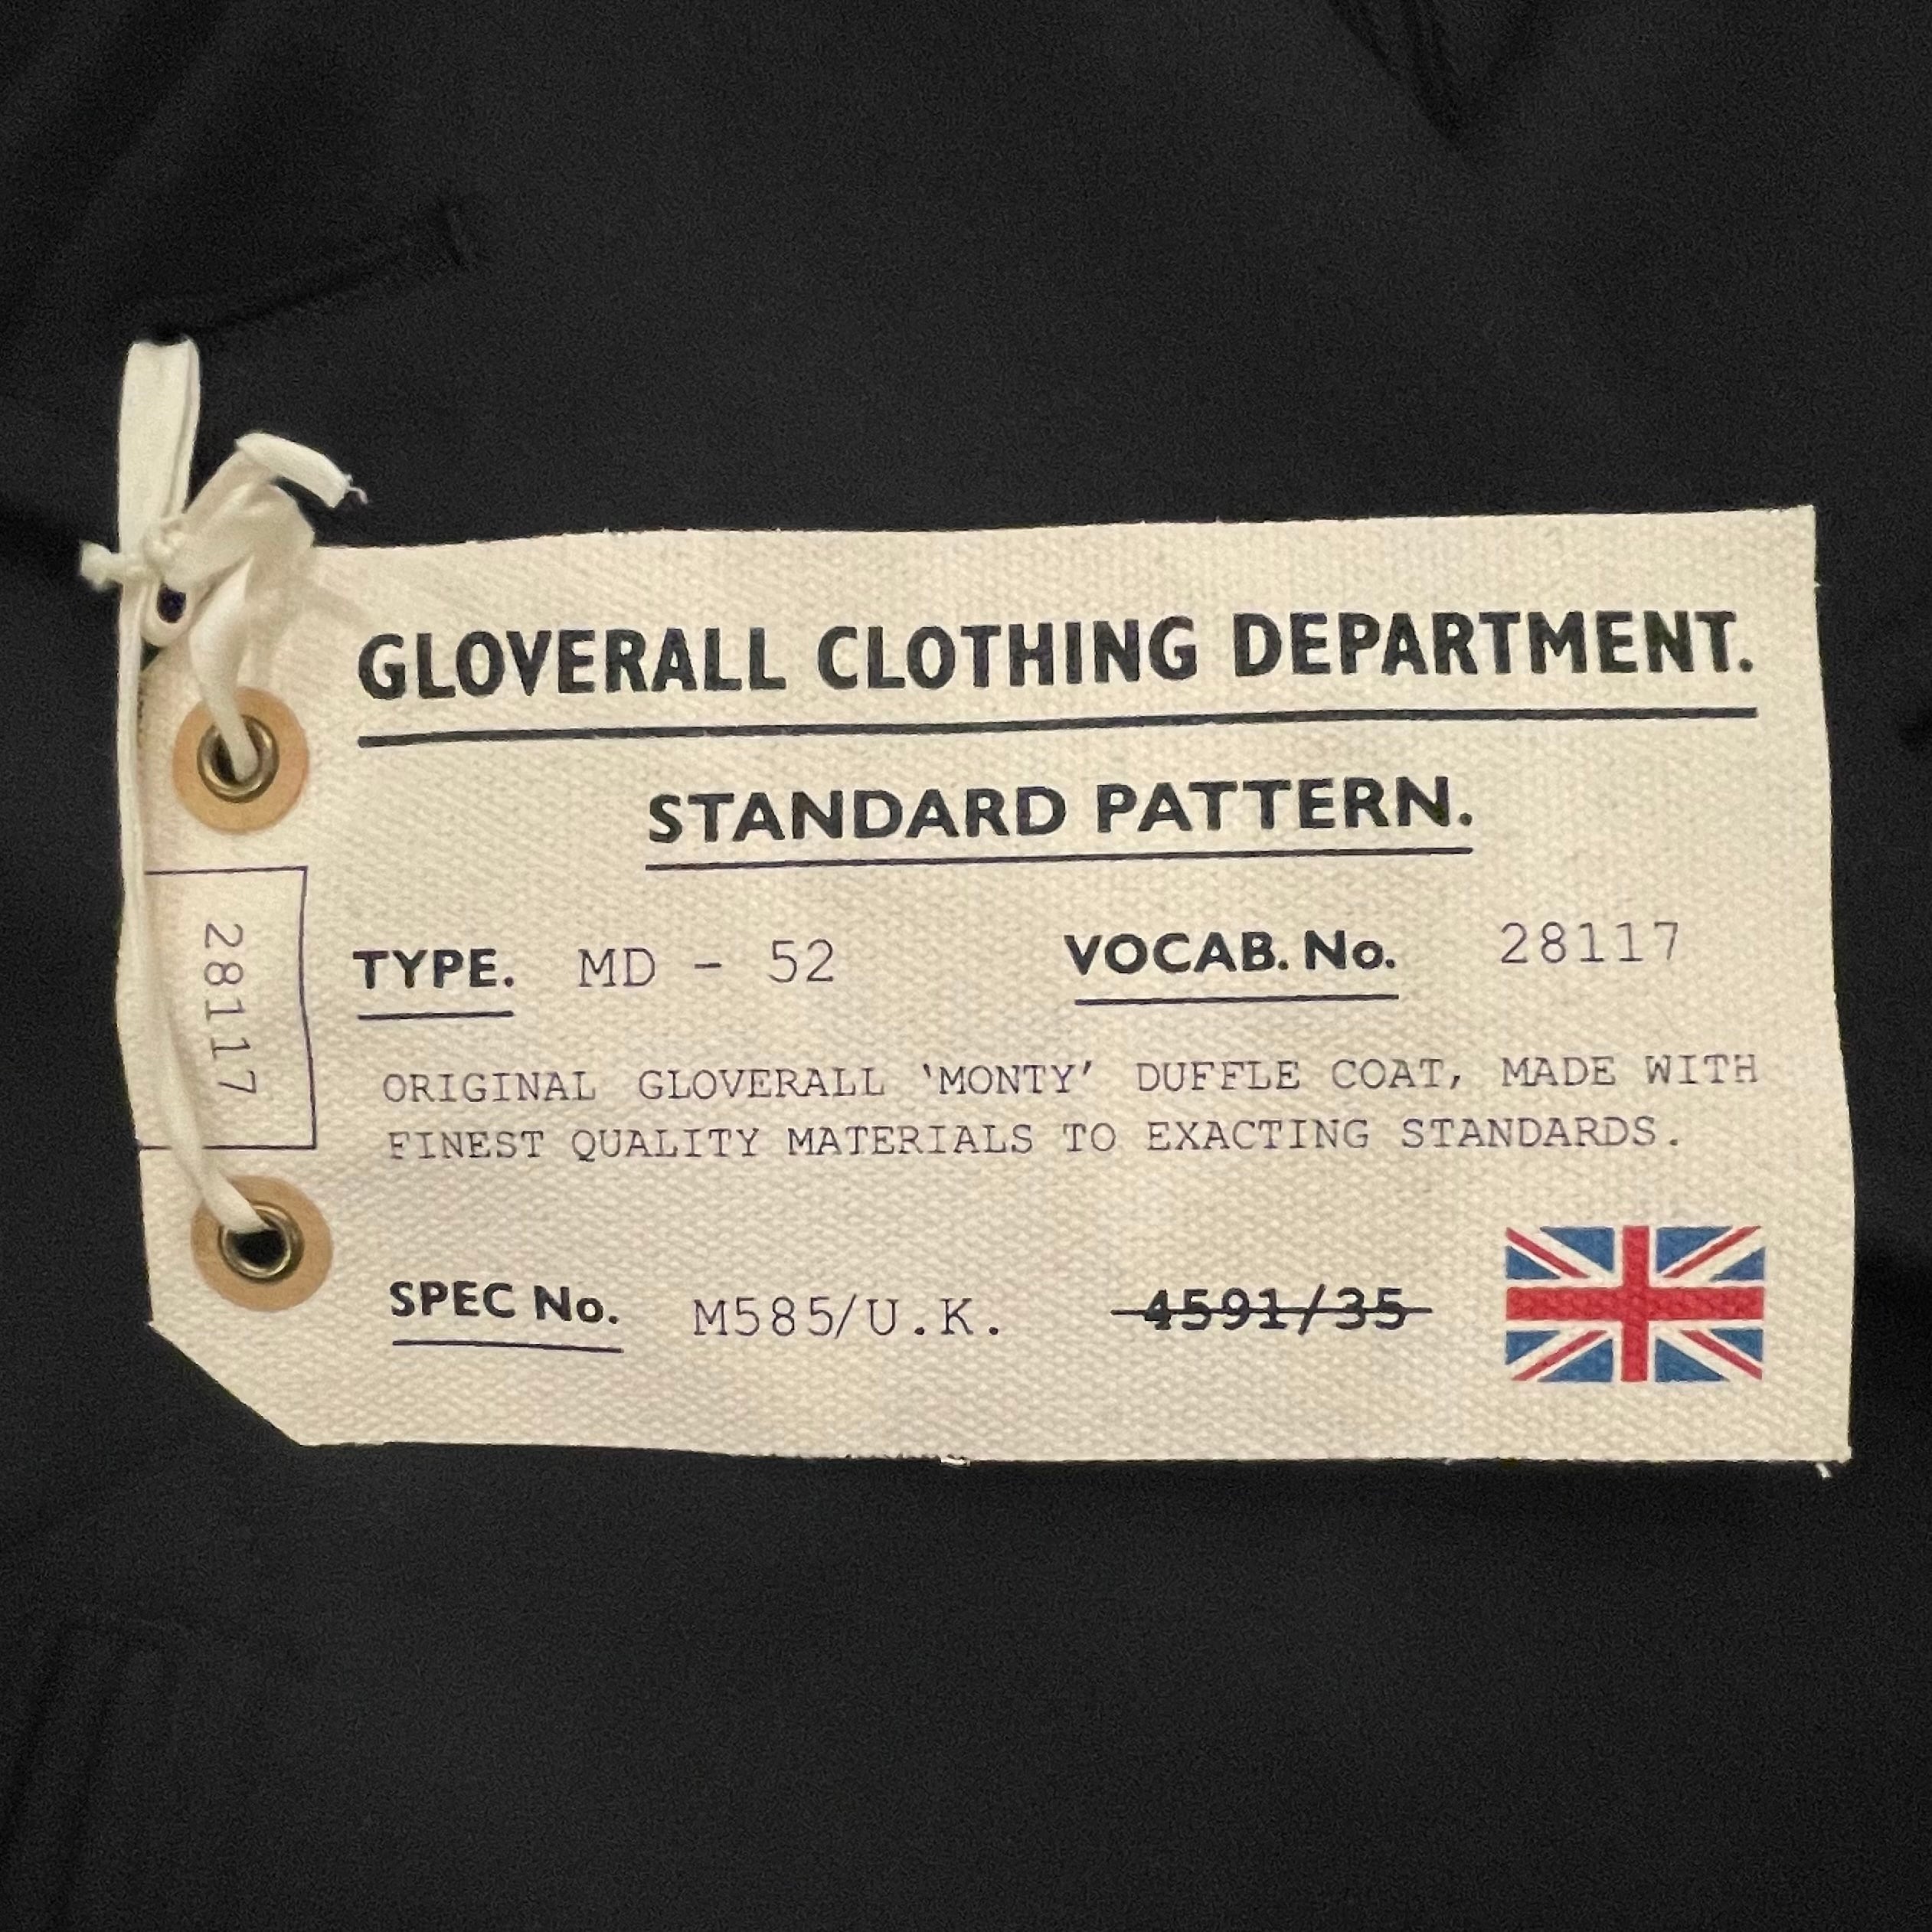 GLOVERALL CLOTHING DEPARTMENT.
STANDARD PATTERN.
28117
TYPE. MD - 52 VOCAB. No. 28117
ORIGINAL GLOVERALL ‘MONTY’ DUFFLE COAT, MADE WITH
FINEST QUALITY MATERIALS TO EXACTING STANDARDS.
SPEC No. M585/U.K. 4591/35